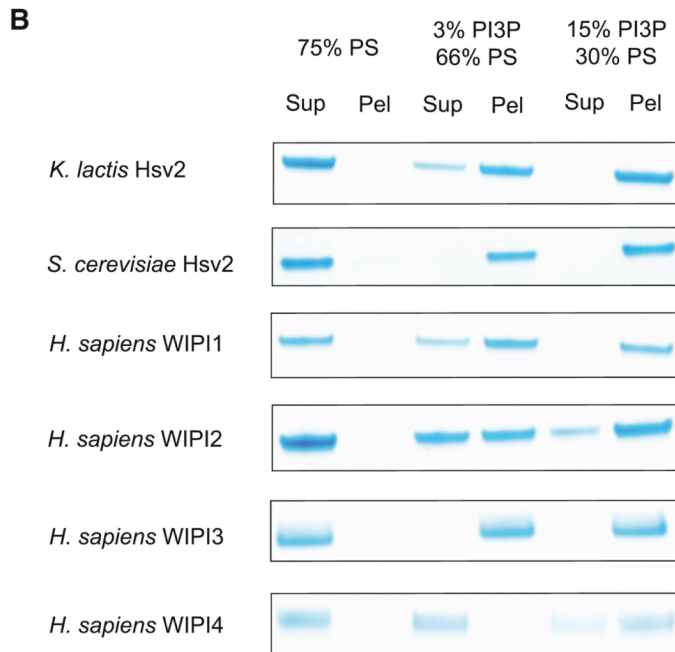 B
75% PS
3% PI3P
66% PS
15% PI3P
30% PS
Sup Pel Sup Pel Sup Pel
K. lactis Hsv2
S. cerevisiae Hsv2
H. sapiens WIPI1
H. sapiens WIPI2
H. sapiens WIPI3
H. sapiens WIPI4